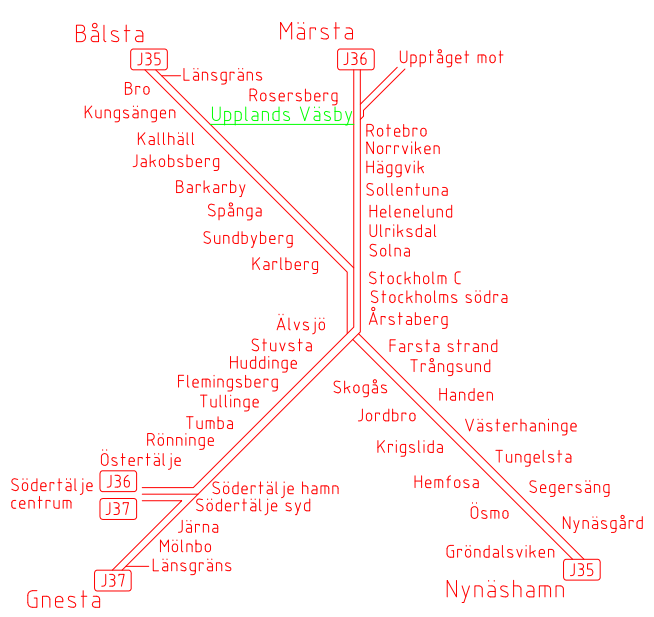 Bålsta
Märsta
J35
J36
Upptåget mot
Länsgräns
Bro
Rosersberg
Kungsängen
Upplands Väsby
Rotebro
Kallhäll
Norrviken
Jakobsberg
Häggvik
Barkarby
Sollentuna
Spånga
Helenelund
Ulriksdal
Sundbyberg
Solna
Karlberg
Stockholm C
Stockholms södra
Årstaberg
Älvsjö
Stuvsta
Farsta strand
Huddinge
Trångsund
Flemingsberg
Skogås
Handen
Tullinge
Jordbro
Tumba
Västerhaninge
Rönninge
Krigslida
Östertälje
Tungelsta
Södertälje
centrum
J36
J37
Södertälje hamn
Södertälje syd
Hemfosa
Segersäng
Ösmo
Järna
Nynäsgård
Mölnbo
Gröndalsviken
Länsgräns
J37
J35
Gnesta
Nynäshamn